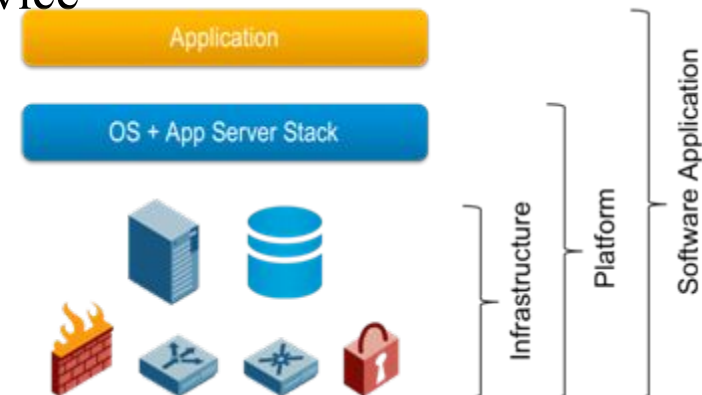 Application
OS + App Server Stack
Infrastructure
Platform
Software Application